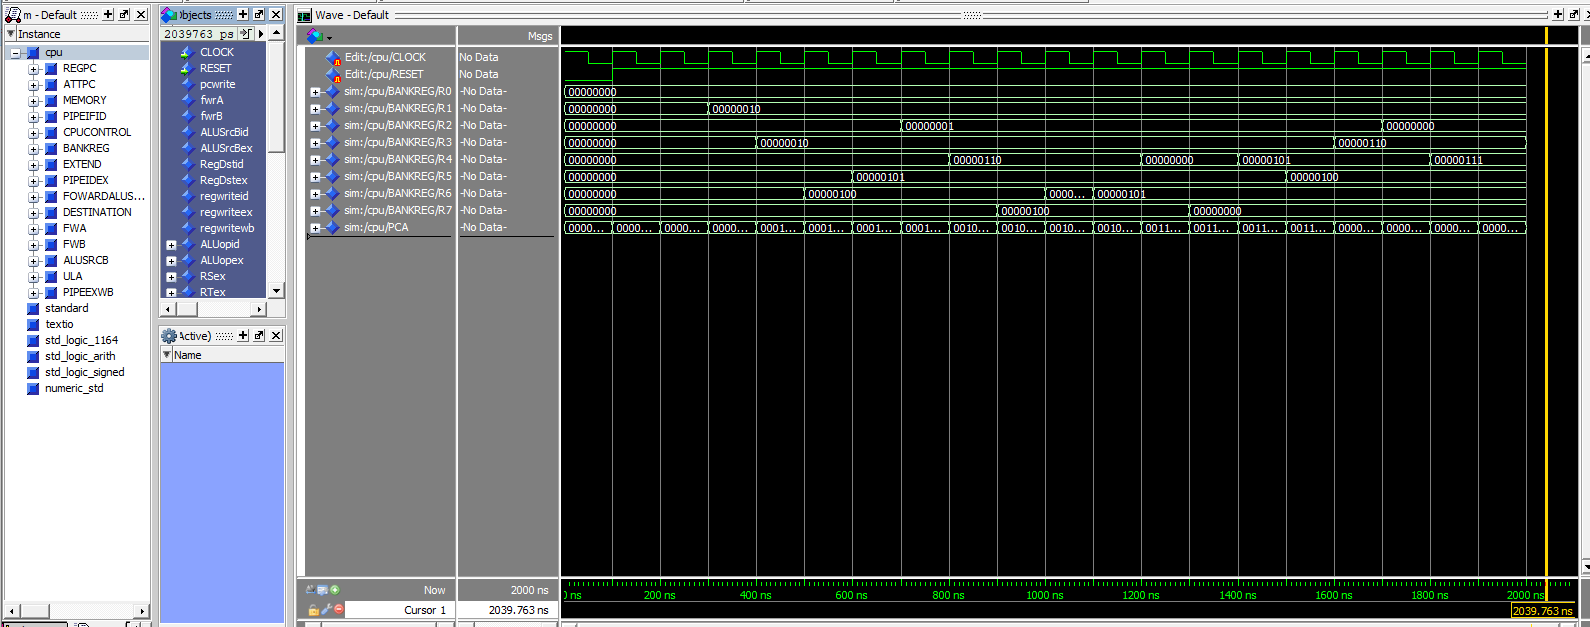 m - Default
Instance
cpu
REGPC
ATTPC
MEMORY
PIPEIFID
CPUCONTROL
BANKREG
EXTEND
PIPEIDEX
FOWARDALUS...
DESTINATION
FWA
FWB
ALUSRCB
ULA
PIPEEXWB
standard
textio
std_logic_1164
std_logic_arith
std_logic_signed
numeric_std
bjects
2039763 ps
CLOCK
RESET
pcwrite
fwrA
fwrB
ALUSrcBid
ALUSrcBex
RegDstid
RegDstex
regwriteid
regwriteex
regwritewb
ALUopid
ALUopex
RSex
RTex
Active)
Name
Wave - Default
Msgs
Edit:/cpu/CLOCK No Data
Edit:/cpu/RESET No Data
sim:/cpu/BANKREG/R0 -No Data- 00000000
sim:/cpu/BANKREG/R1 -No Data- 00000000 00000010
sim:/cpu/BANKREG/R2 -No Data- 00000000 00000001 00000000
sim:/cpu/BANKREG/R3 -No Data- 00000000 00000010 00000110
sim:/cpu/BANKREG/R4 -No Data- 00000000 00000110 00000000 00000101 00000111
sim:/cpu/BANKREG/R5 -No Data- 00000000 00000101 00000100
sim:/cpu/BANKREG/R6 -No Data- 00000000 00000100 0000... 00000101
sim:/cpu/BANKREG/R7 -No Data- 00000000 00000100 00000000
sim:/cpu/PCA -No Data- 0000... 0000... 0000... 0000... 0001... 0001... 0001... 0001... 0010... 0010... 0010... 0010... 0011... 0011... 0011... 0011... 0000... 0000... 0000... 0000...
Now 2000 ns
ns 200 ns 400 ns 600 ns 800 ns 1000 ns 1200 ns 1400 ns 1600 ns 1800 ns 2000 ns
Cursor 1 2039.763 ns
2039.763 ns